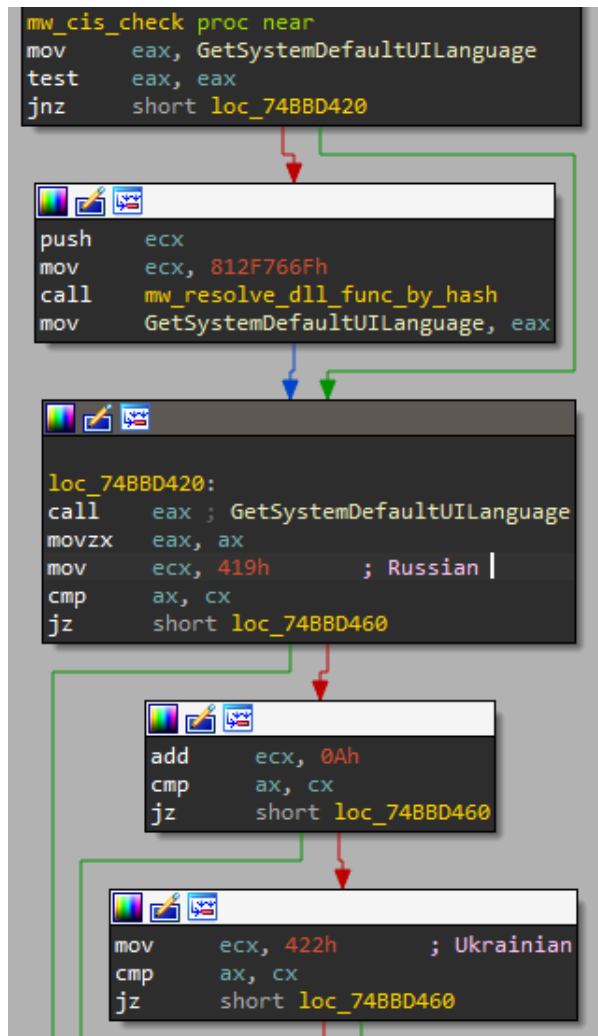 mw_cis_check proc near
mov eax, GetSystemDefaultUILanguage
test eax, eax
jnz short loc_74BBD420
push ecx
mov ecx, 812F766Fh
call mw_resolve_dll_func_by_hash
mov GetSystemDefaultUILanguage, eax
loc_74BBD420:
call eax ; GetSystemDefaultUILanguage
movzx eax, ax
mov ecx, 419h ; Russian
cmp ax, cx
jz short loc_74BBD460
add ecx, 0Ah
cmp ax, cx
jz short loc_74BBD460
mov ecx, 422h ; Ukrainian
cmp ax, cx
jz short loc_74BBD460